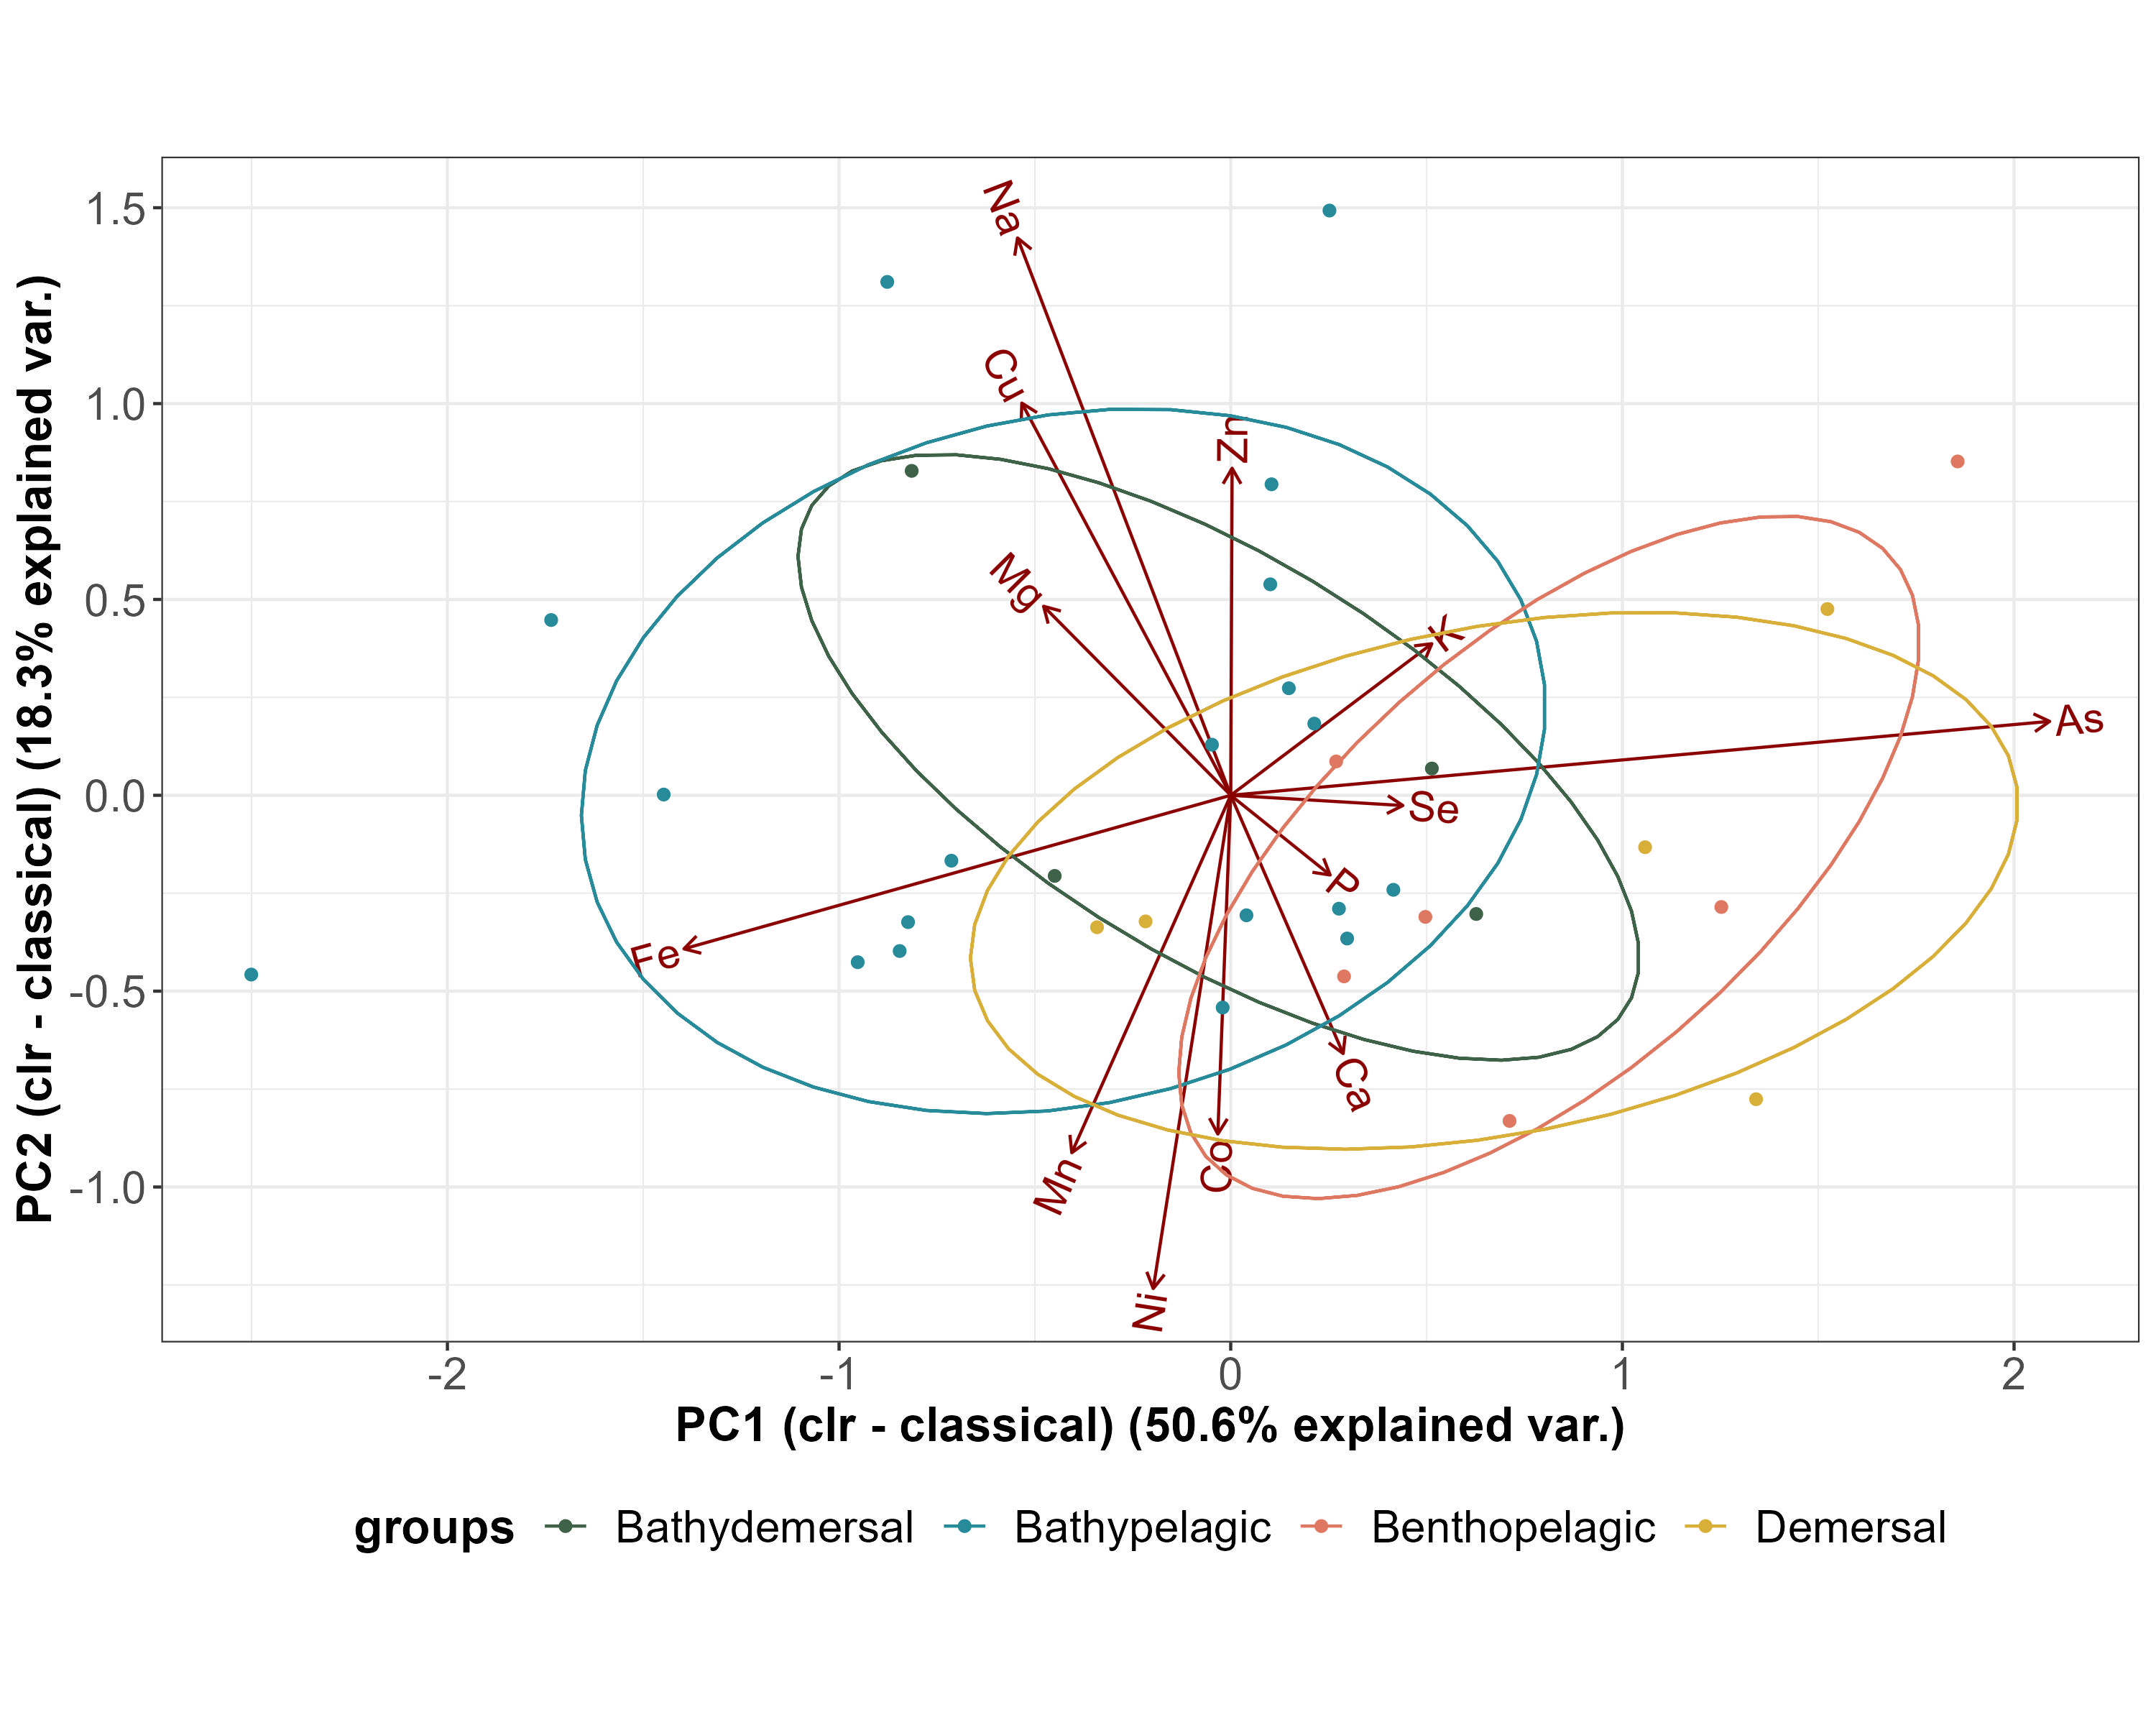 PC2 (clr - classical) (18.3% explained var.)
1.5
1.0
0.5
0.0
-0.5
-1.0
Na
Cu
Zn
Mg
K
As
Se
P
Fe
Ca
Co
Mn
Ni
-2 -1 0 1 2
PC1 (clr - classical) (50.6% explained var.)
groups Bathydemersal Bathypelagic Benthopelagic Demersal